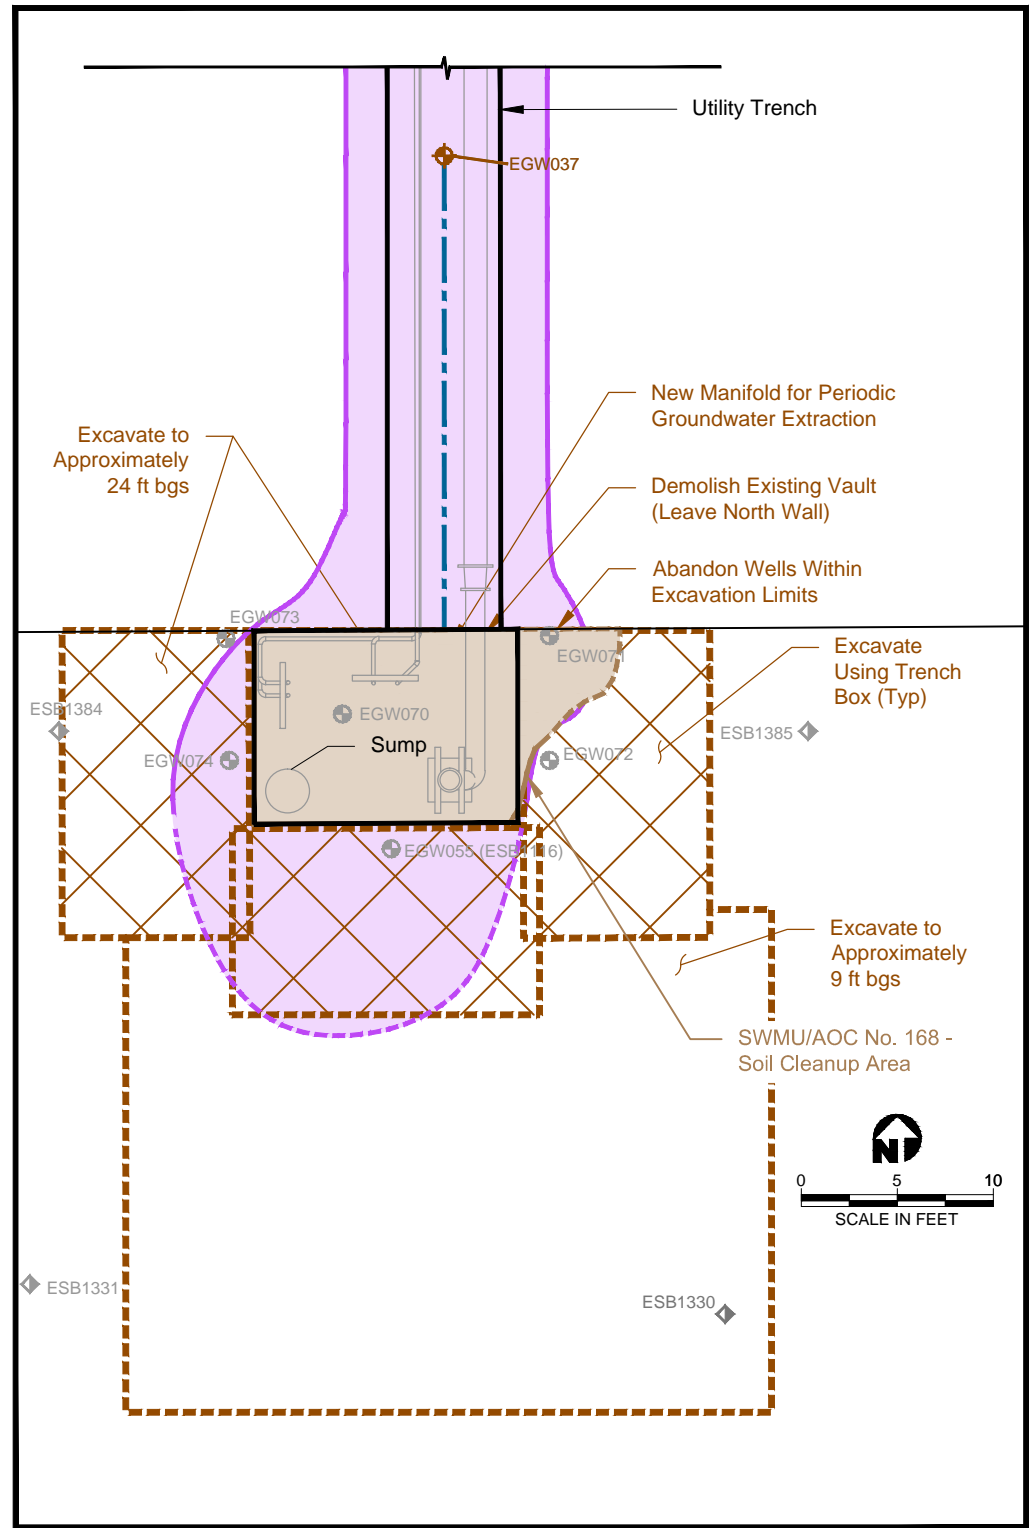 Utility Trench
EGW037
New Manifold for Periodic
Groundwater Extraction
Excavate to
Approximately
24 ft bgs
Demolish Existing Vault
(Leave North Wall)
Abandon Wells Within
Excavation Limits
EGW073
EGW071
Excavate
Using Trench
Box (Typ)
ESB1384
EGW070
ESB1385
Sump
EGW074
EGW072
EGW055 (ESB1116)
Excavate to
Approximately
9 ft bgs
SWMU/AOC No. 168 -
Soil Cleanup Area
N
0 5 10
SCALE IN FEET
ESB1331
ESB1330